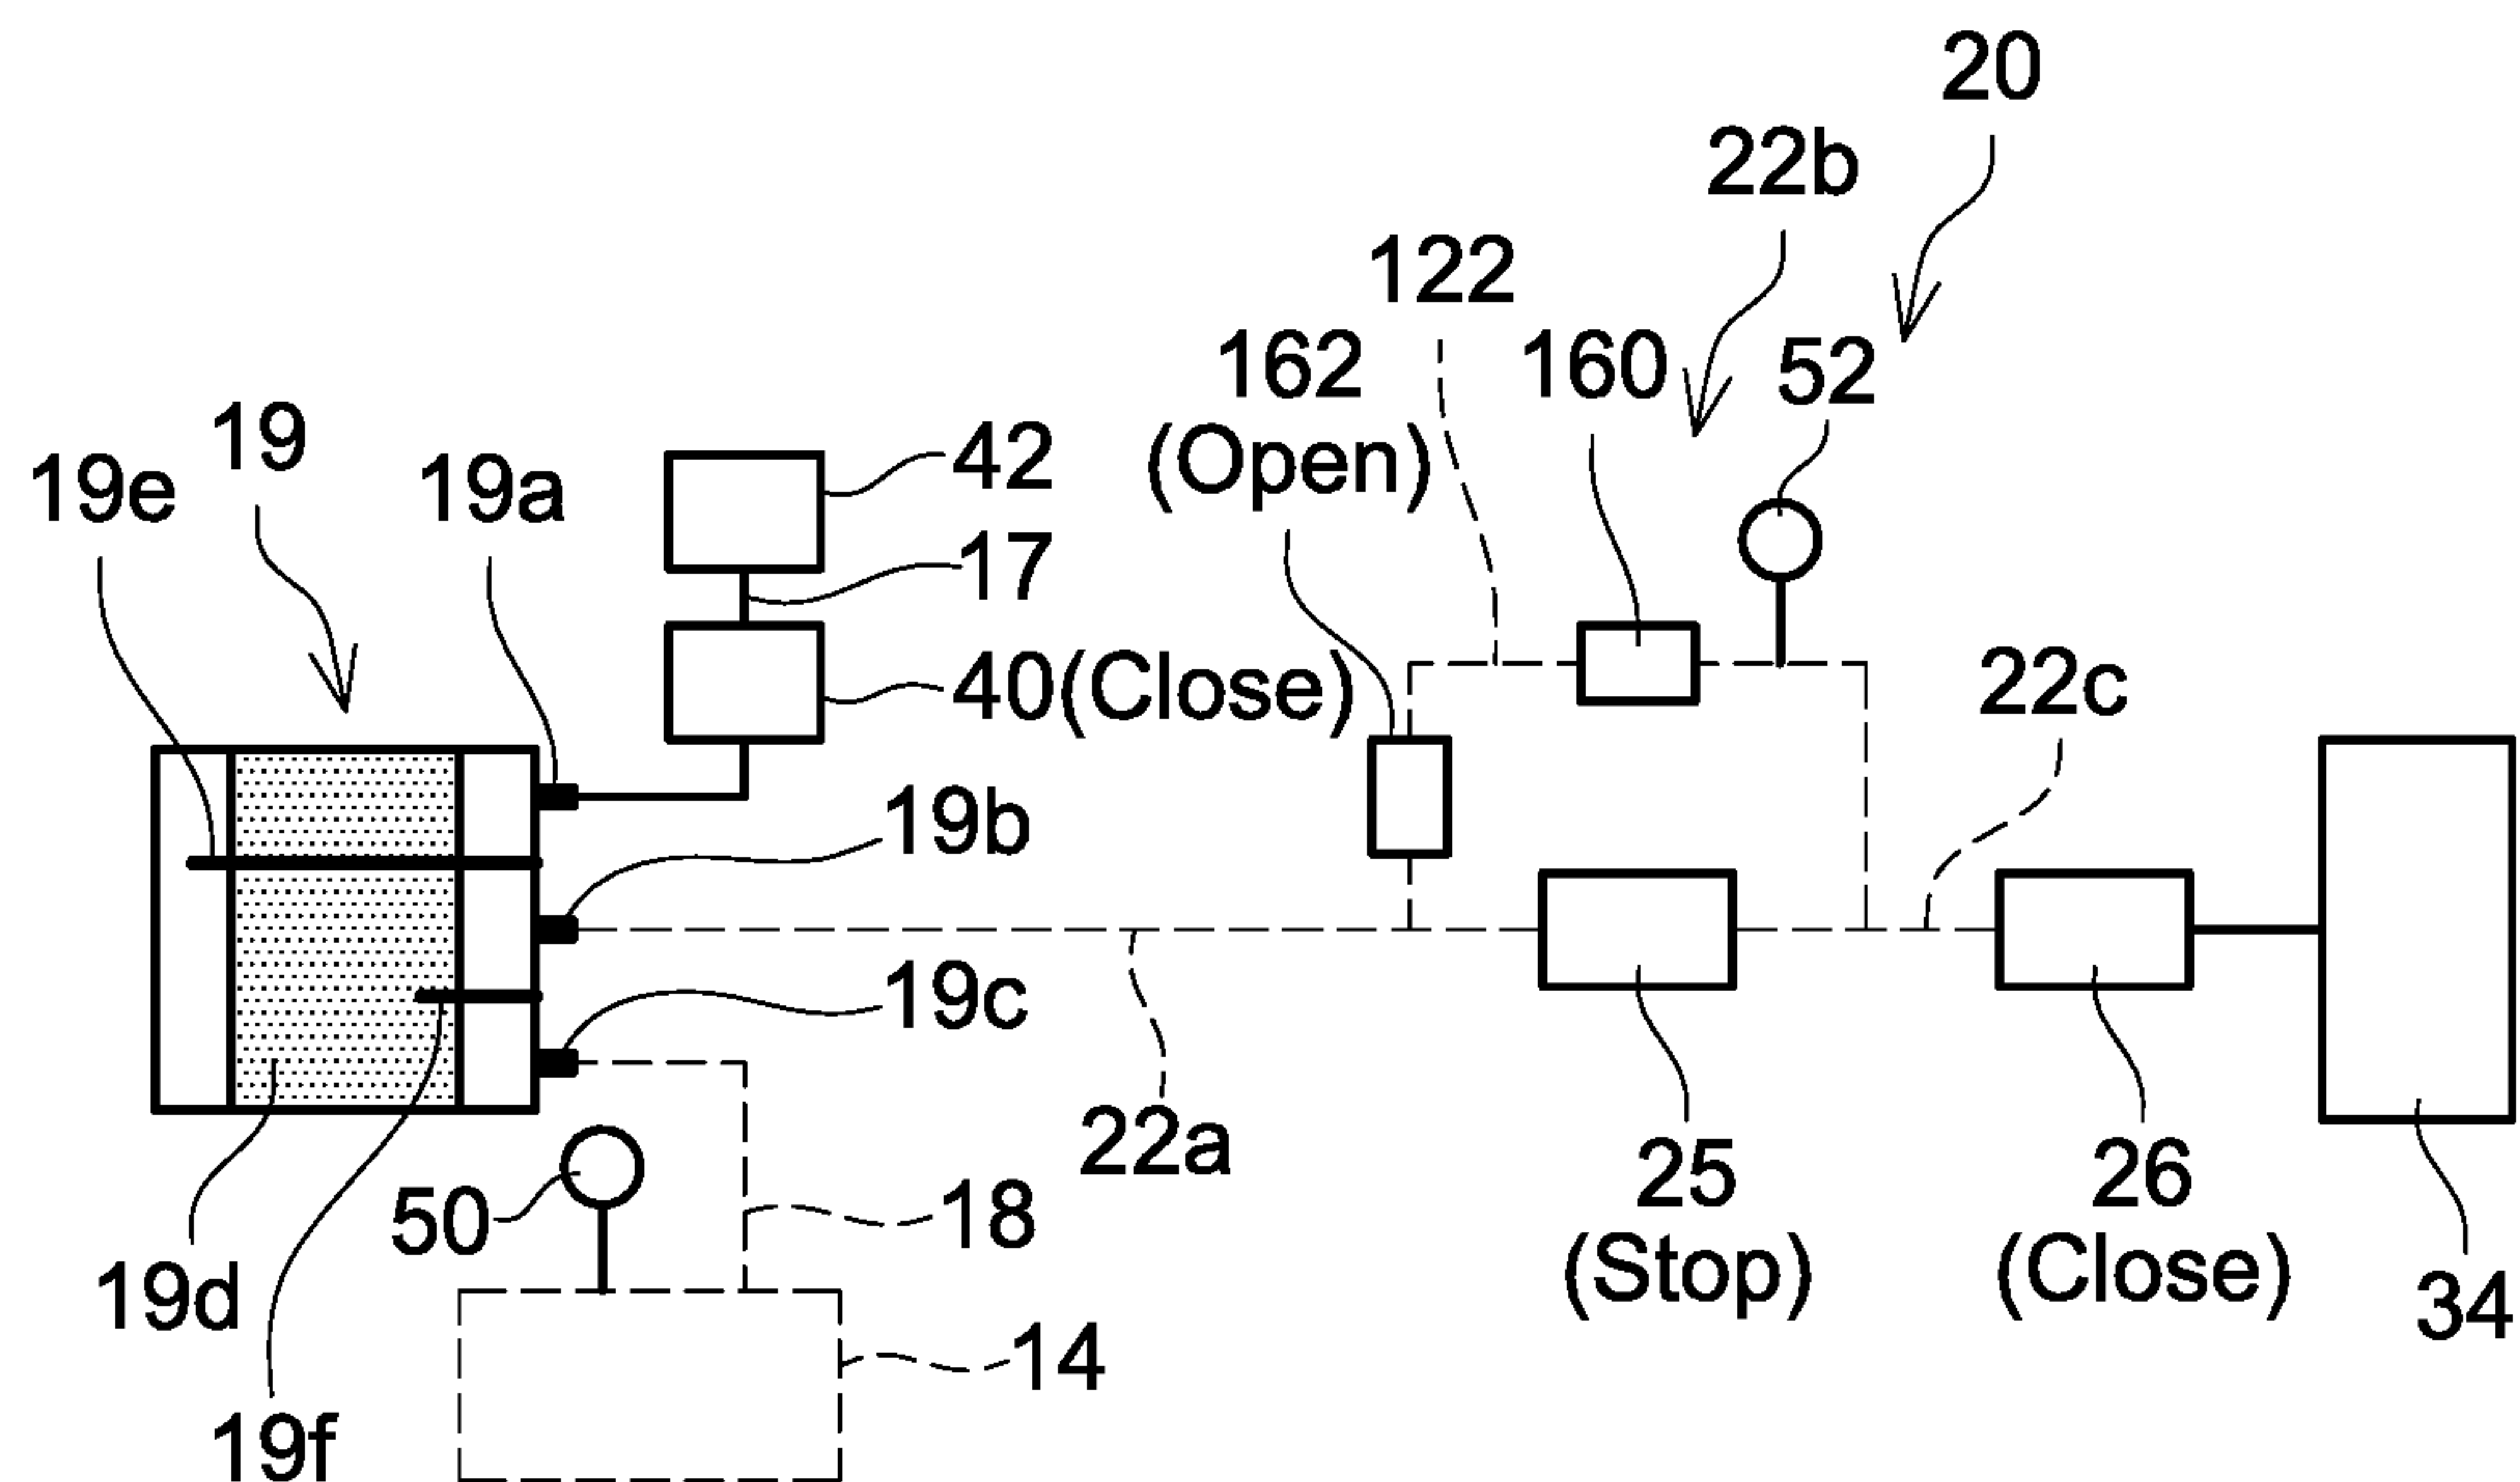 20
22b
122
162
(Open)
160
52
19
19e
19a
42
17
40(Close)
22c
19b
19c
22a
25
(Stop)
26
(Close)
34
50
18
19d
14
19f